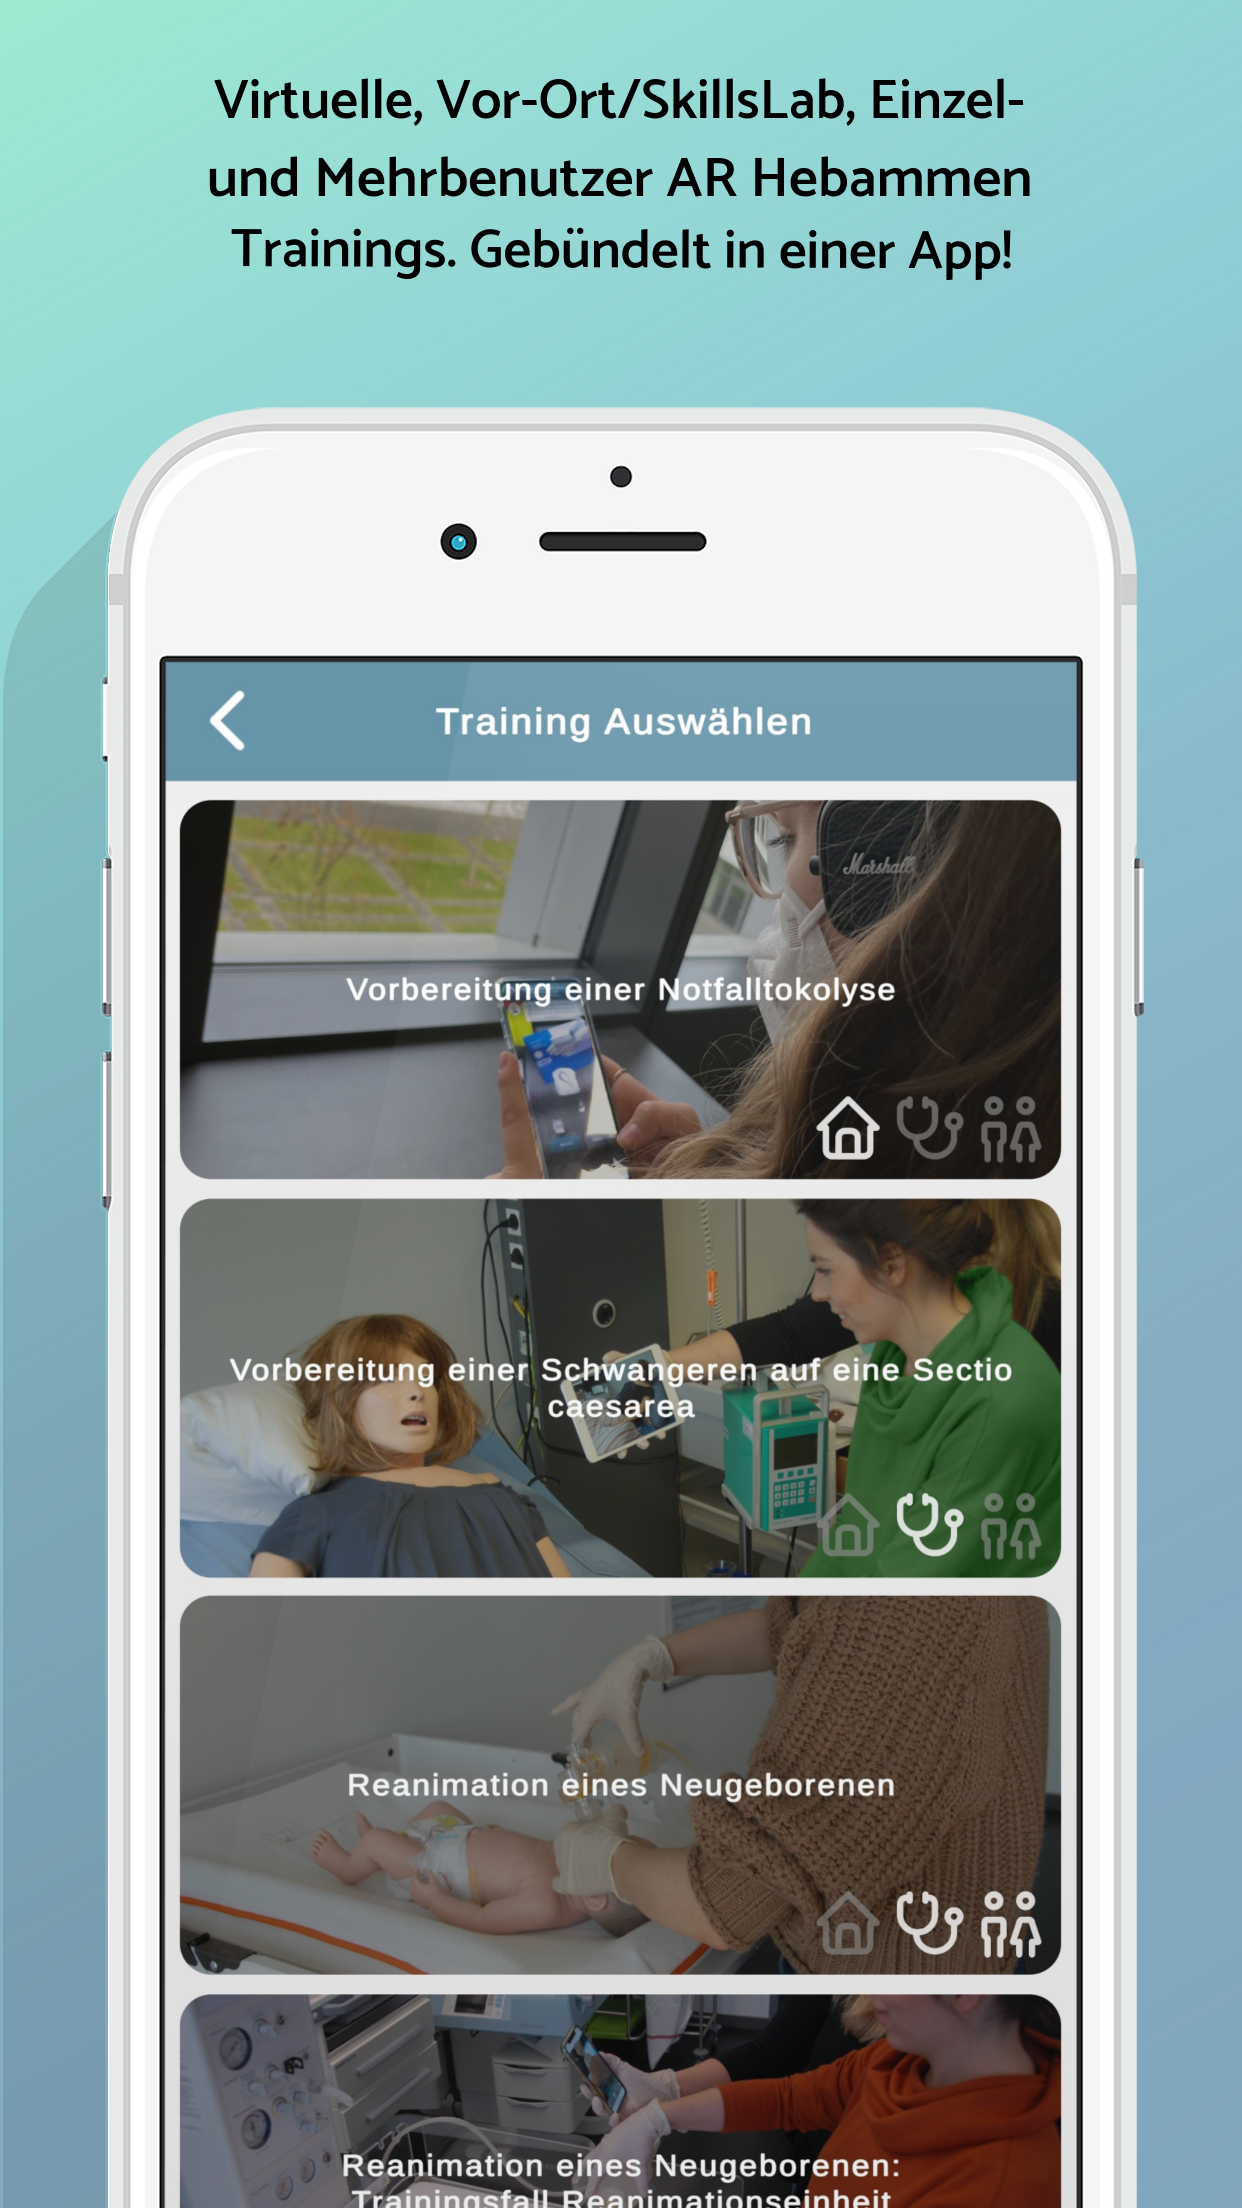 Virtuelle, Vor-Ort/SkillsLab, Einzel-
und Mehrbenutzer AR Hebammen
Trainings. Gebündelt in einer App!
Training Auswählen
Marshall
Vorbereitung einer Notfalltokolyse
Vorbereitung einer Schwangeren auf eine Sectio
caesarea
Reanimation eines Neugeborenen
Reanimation eines Neugeborenen:
Trainingsfall Reanimationseinheit